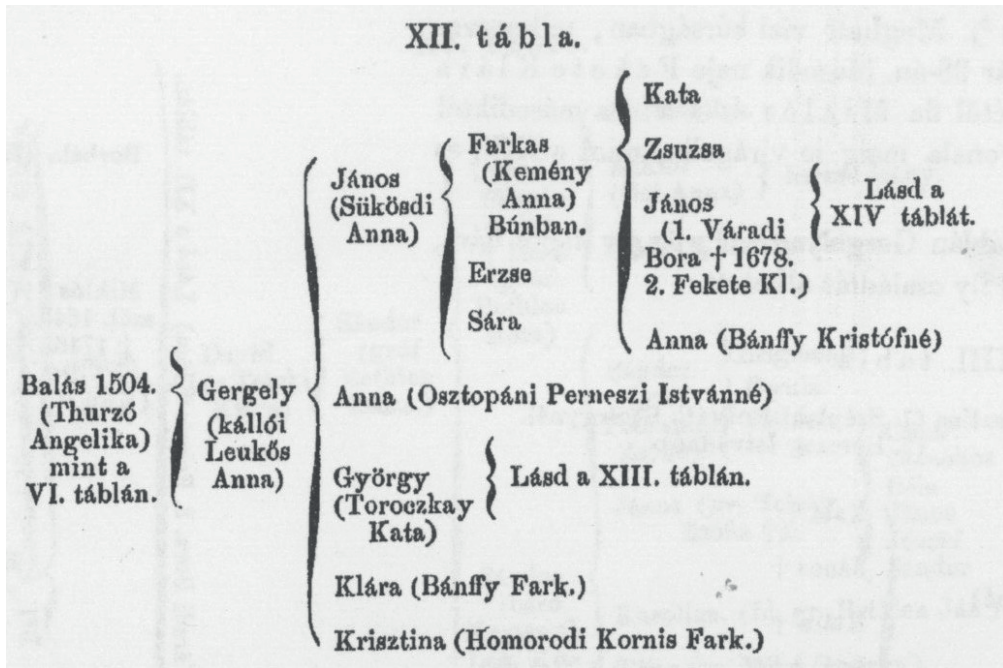 XII. tábla.
Balás 1504.
(Thurzó
Angelika)
mint a
VI. táblán.
Gergely
(kállói
Leukős
Anna)
János
(Sükösdi
Anna)
Farkas
(Kemény
Anna)
Búnban.
Kata
Zsuzsa
János
(1. Váradi
Bora † 1678.
2. Fekete Kl.)
Lásd a
XIV táblát.
Anna (Bánffy Kristófné)
Erzse
Sára
Anna (Osztopáni Perneszi Istvánné)
György
(Toroczkay
Kata)
Lásd a XIII. táblán.
Klára (Bánffy Fark.)
Krisztina (Homorodi Kornis Fark.)